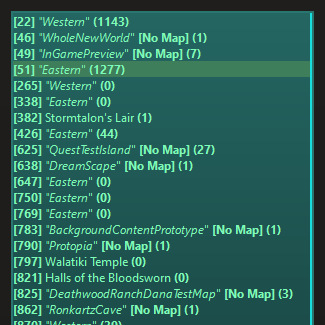 [22] "Western" (1143)
[46] "WholeNewWorld" [No Map] (1)
[49] "InGamePreview" [No Map] (7)
[51] "Eastern" (1277)
[265] "Western" (0)
[338] "Eastern" (0)
[382] Stormtalon's Lair (1)
[426] "Eastern" (44)
[625] "QuestTestIsland" [No Map] (27)
[638] "DreamScape" [No Map] (1)
[647] "Eastern" (0)
[750] "Eastern" (0)
[769] "Eastern" (0)
[783] "BackgroundContentPrototype" [No Map] (1)
[790] "Protopia" [No Map] (1)
[797] Walatiki Temple (0)
[821] Halls of the Bloodsworn (0)
[825] "DeathwoodRanchDanaTestMap" [No Map] (3)
[862] "RonkartzCave" [No Map] (1)
[870] "Western" (20)